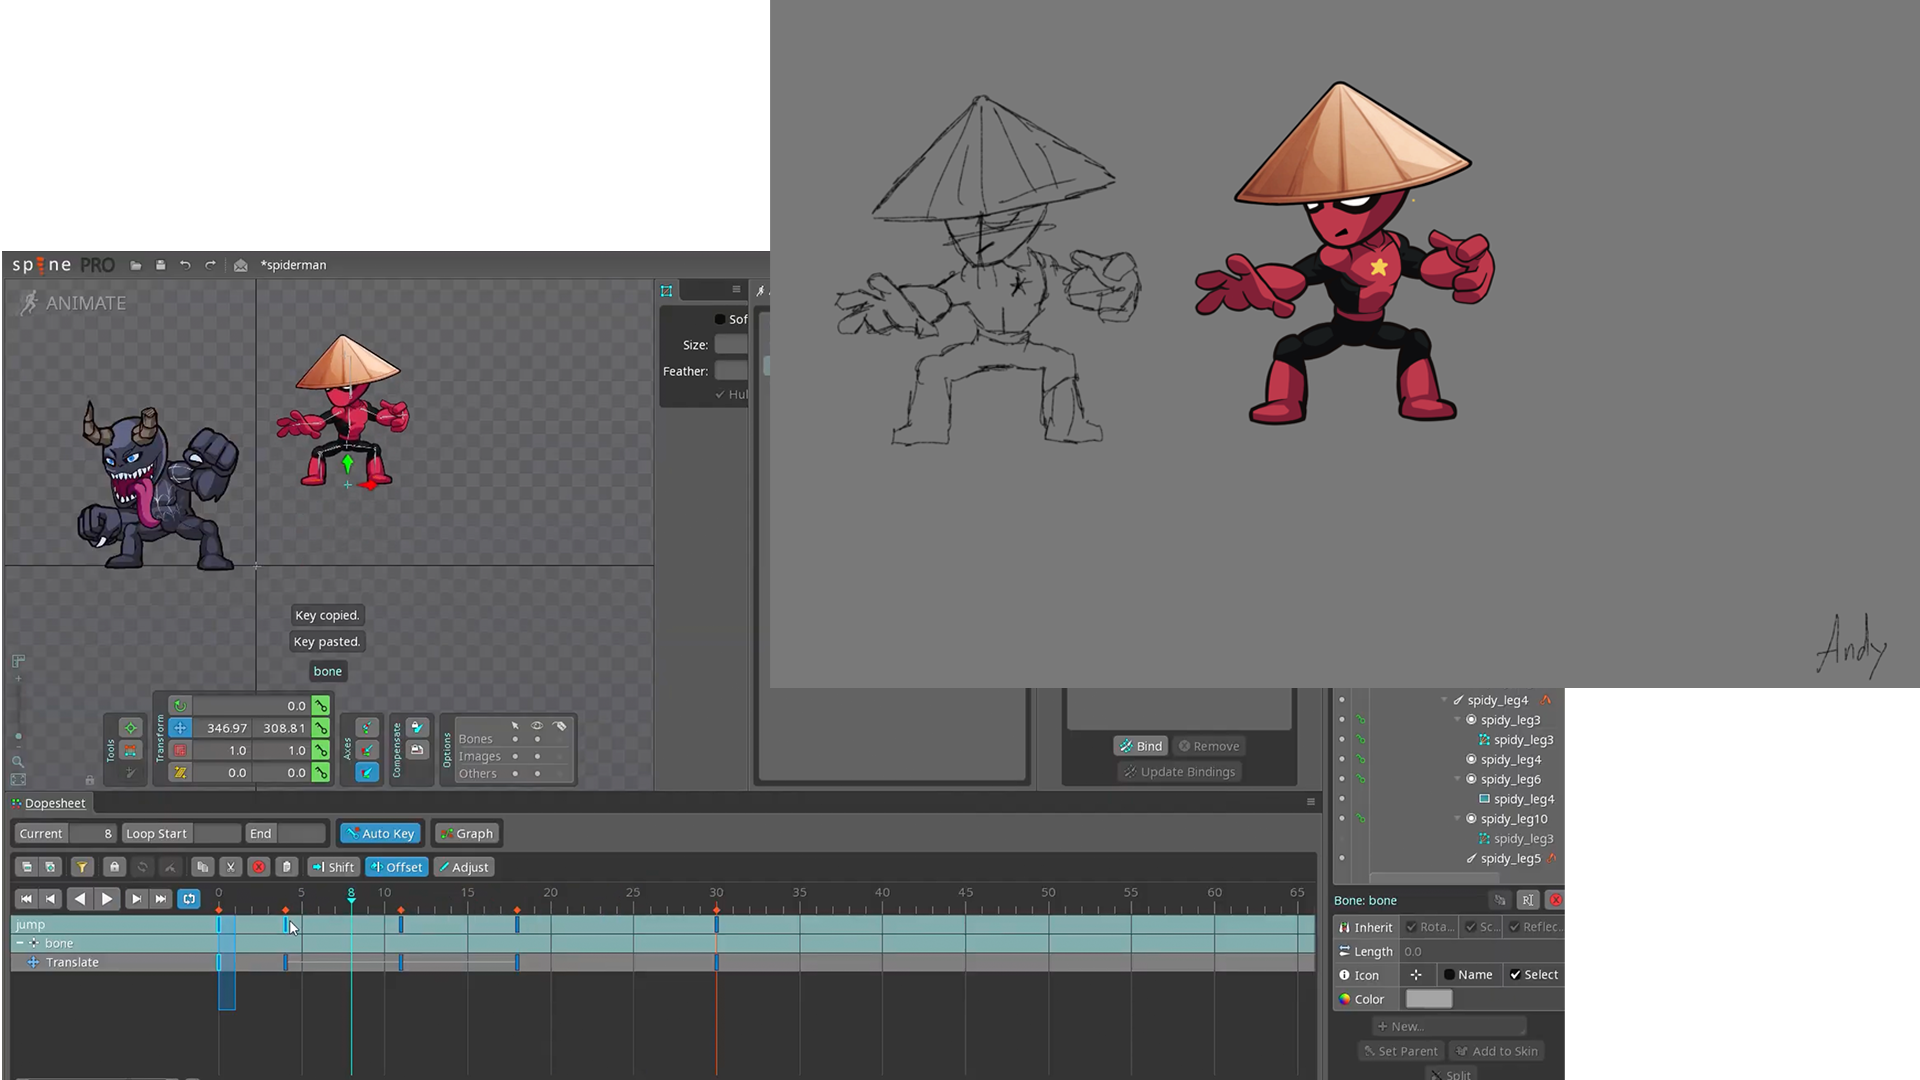 spine PRO
*spiderman
ANIMATE
Sof
Size:
Feather:
Hul
Key copied.
Key pasted.
bone
Tools
Transform
0.0
346.97 308.81
1.0 1.0
0.0 0.0
Axes
Compensate
Options
Bones
Images
Others
Bind
Remove
Update Bindings
Andy
spidy_leg4
spidy_leg3
spidy_leg3
spidy_leg4
spidy_leg6
spidy_leg4
spidy_leg10
spidy_leg3
spidy_leg5
Dopesheet
Current 8 Loop Start End Auto Key Graph
Shift Offset Adjust
0 5 8 10 15 20 25 30 35 40 45 50 55 60 65
jump
bone
Translate
Bone: bone
Inherit Rota... Sc... Reflec...
Length 0.0
Icon Name Select
Color
New...
Set Parent Add to Skin
Split